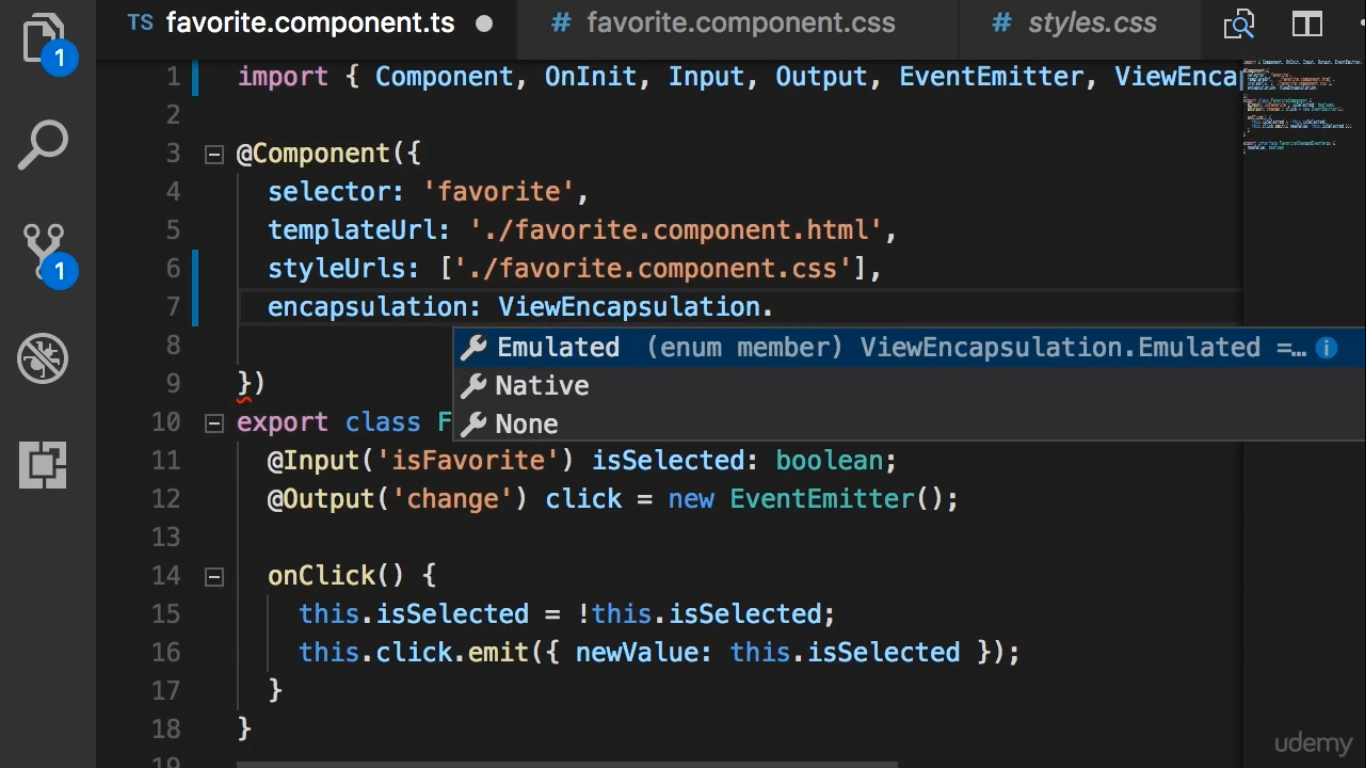 TS favorite.component.ts ● # favorite.component.css # styles.css
1
1 import { Component, OnInit, Input, Output, EventEmitter, ViewEnca
2
3 @Component({
4 selector: 'favorite',
5 templateUrl: './favorite.component.html',
6 styleUrls: ['./favorite.component.css'],
7 encapsulation: ViewEncapsulation.
1
8 Emulated (enum member) ViewEncapsulation.Emulated =… i
9 }) Native
10 export class F None
11 @Input('isFavorite') isSelected: boolean;
12 @Output('change') click = new EventEmitter();
13
14 onClick() {
15 this.isSelected = !this.isSelected;
16 this.click.emit({ newValue: this.isSelected });
17 }
18 }
19
udemy